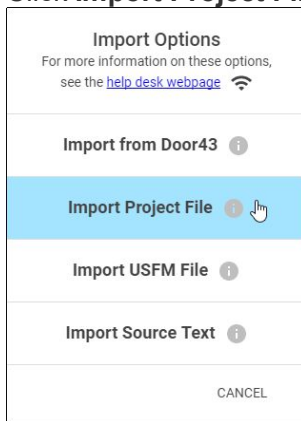 Import Options
For more information on these options,
see the help desk webpage
Import from Door43
Import Project File
Import USFM File
Import Source Text
CANCEL